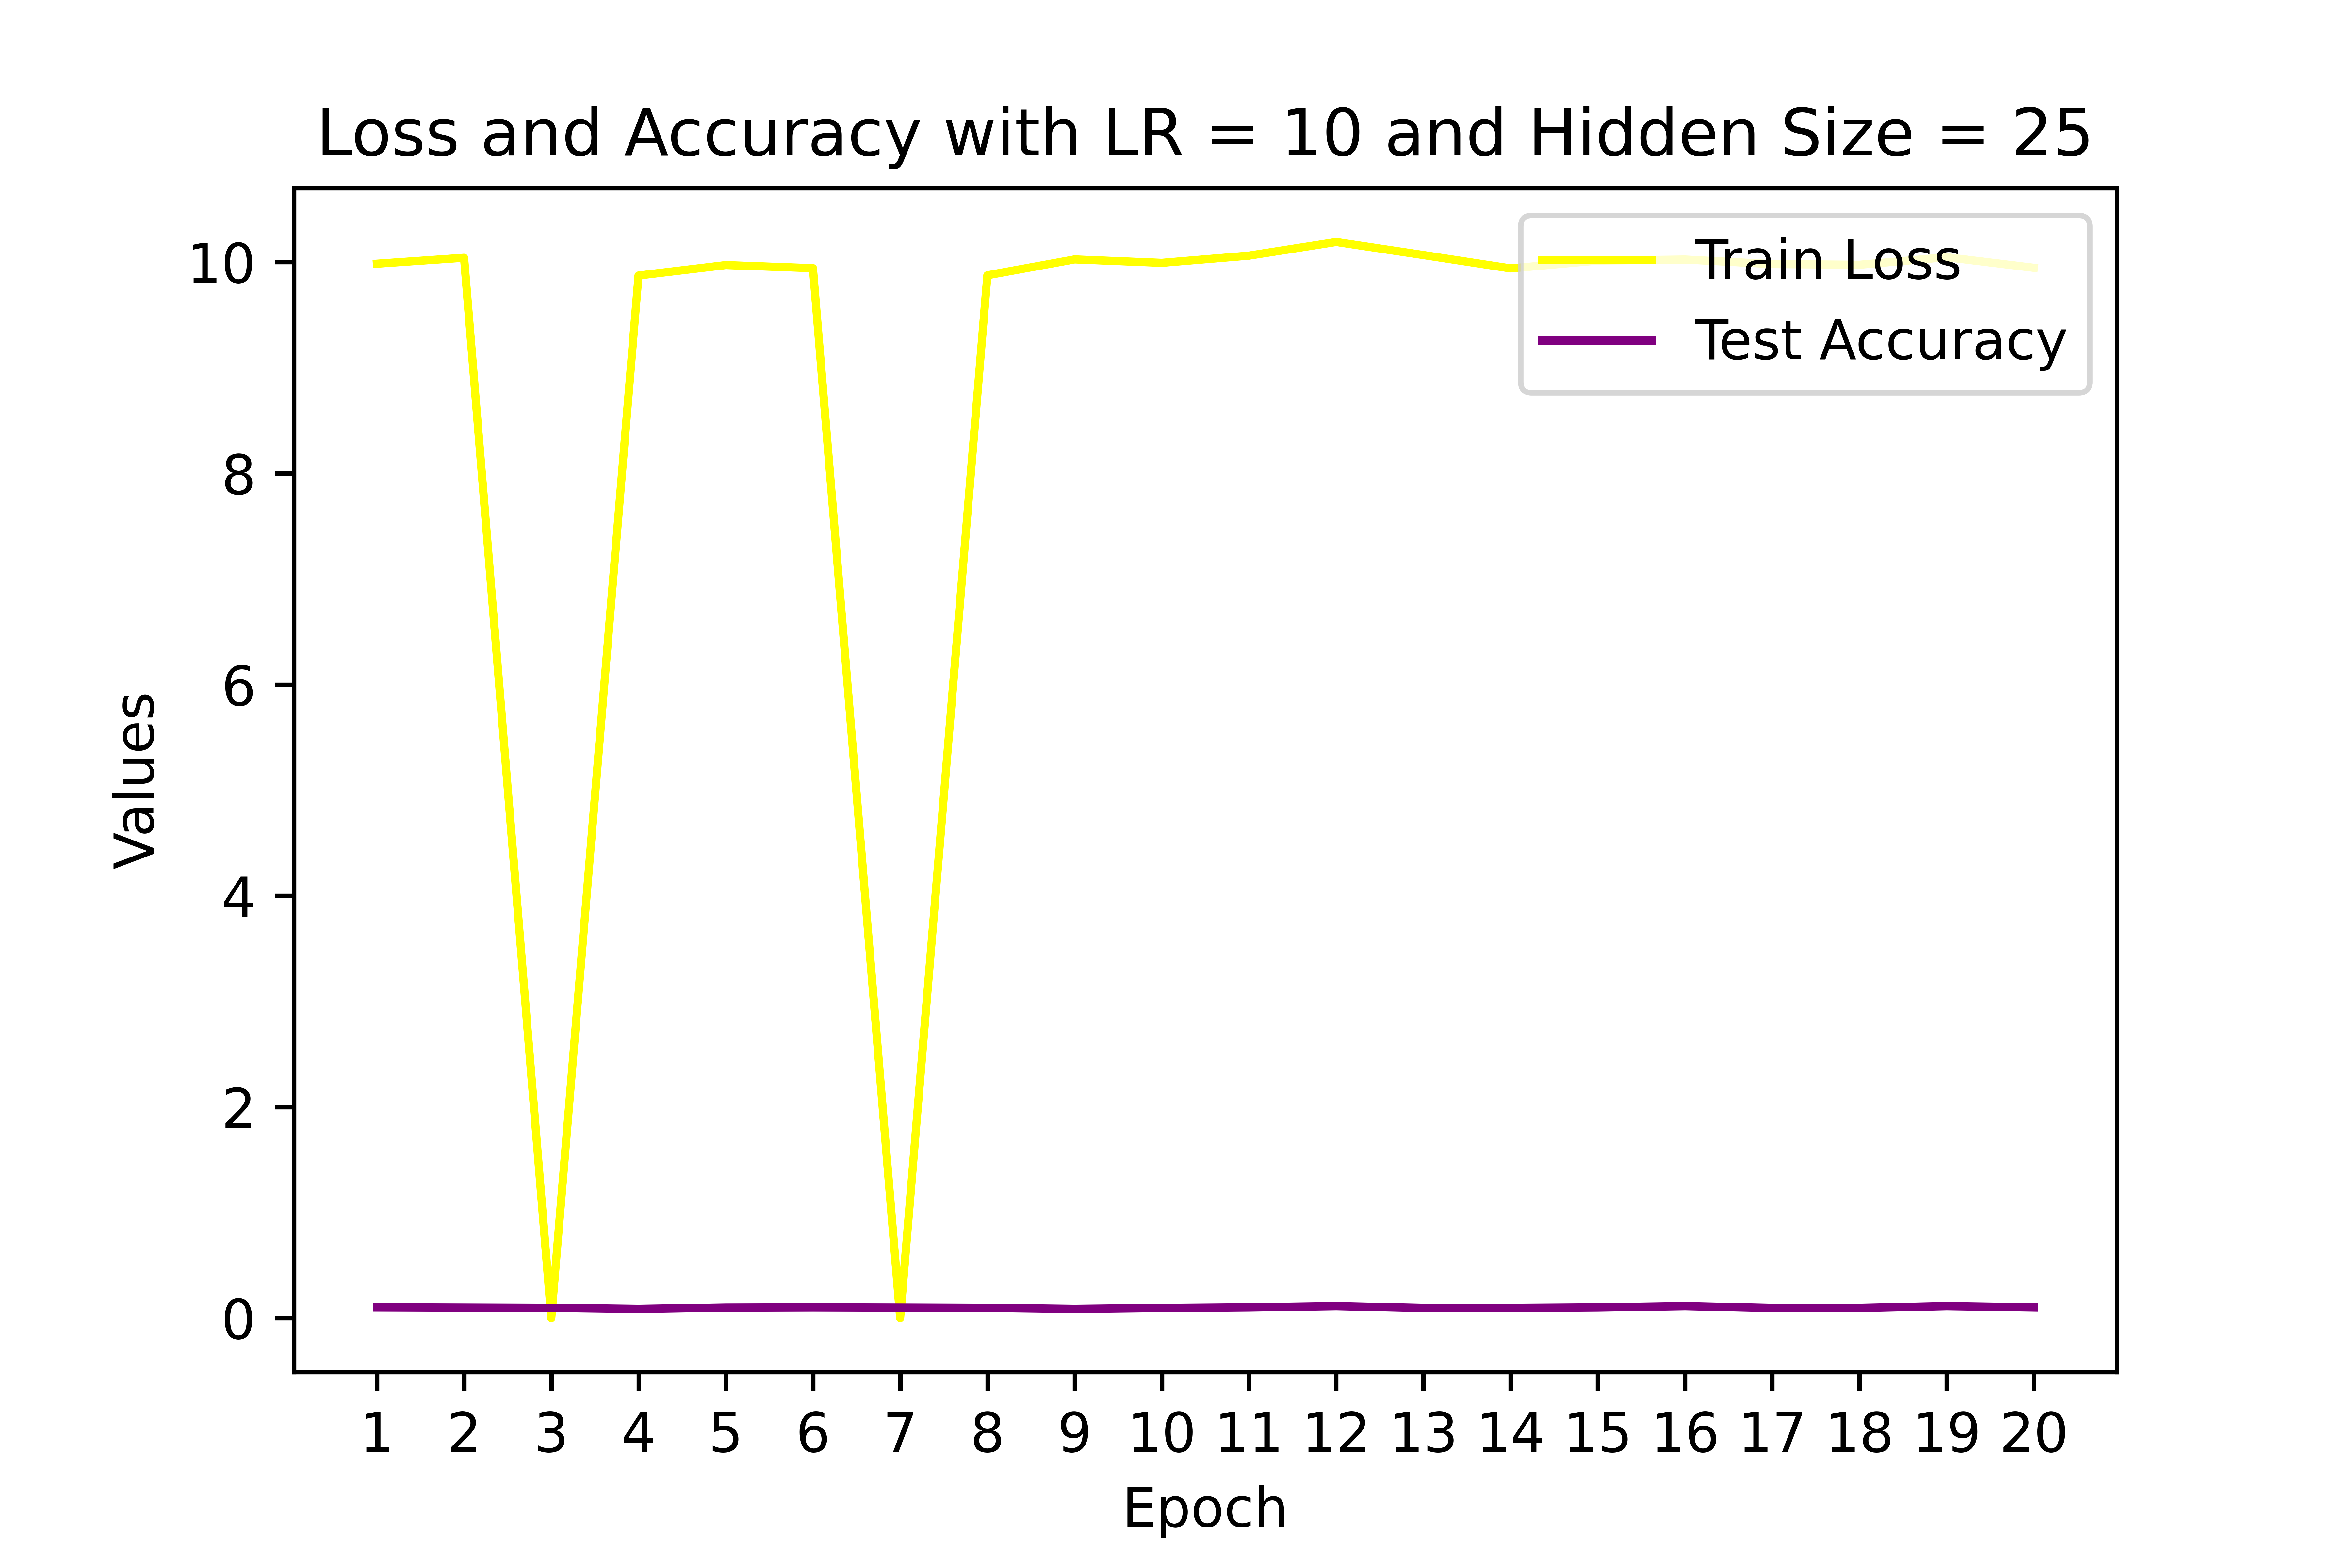 Loss and Accuracy with LR = 10 and Hidden Size = 25
Train Loss
Test Accuracy
10
8
6
4
2
0
Values
1 2 3 4 5 6 7 8 9 10 11 12 13 14 15 16 17 18 19 20
Epoch